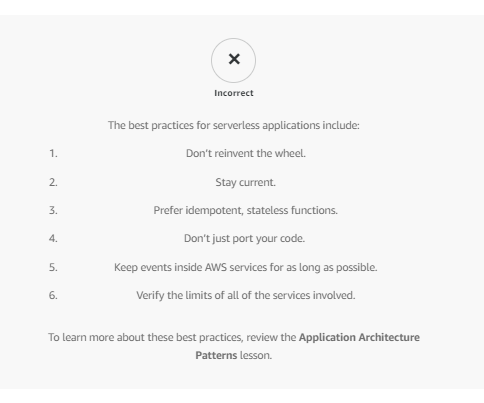 Incorrect
The best practices for serverless applications include:
1. Don't reinvent the wheel.
2. Stay current.
3. Prefer idempotent, stateless functions.
4. Don't just port your code.
5. Keep events inside AWS services for as long as possible.
6. Verify the limits of all of the services involved.
To learn more about these best practices, review the Application Architecture
Patterns lesson.